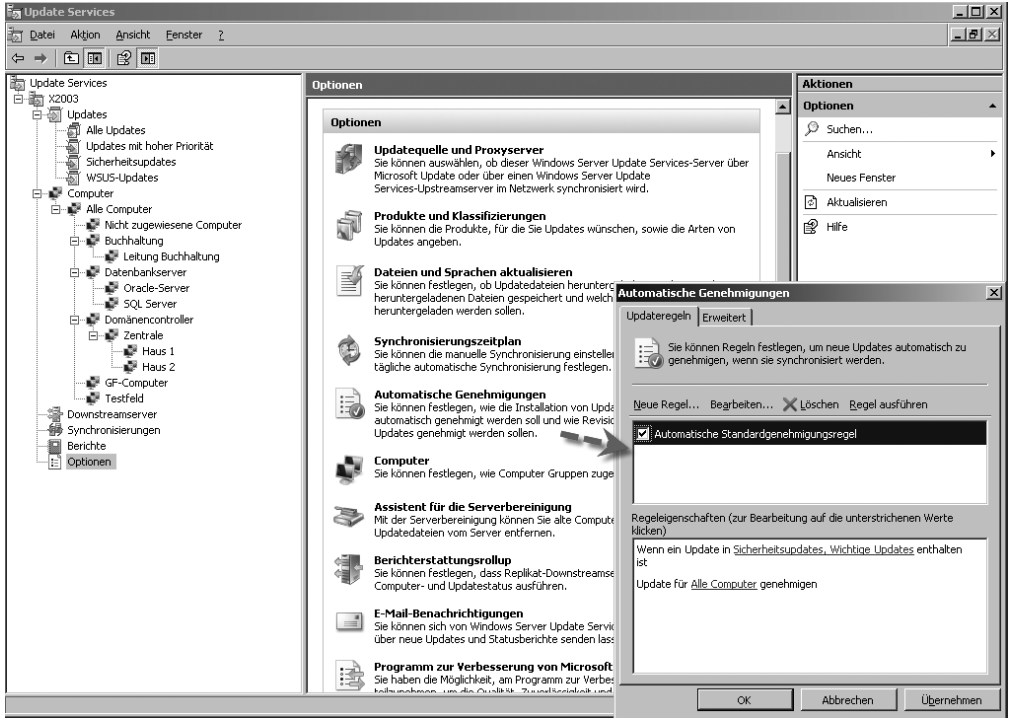 Update Services
Datei Aktion Ansicht Fenster ?
Update Services
X2003
Updates
Alle Updates
Updates mit hoher Priorität
Sicherheitsupdates
WSUS-Updates
Computer
Alle Computer
Nicht zugewiesene Computer
Buchhaltung
Leitung Buchhaltung
Datenbankserver
Oracle-Server
SQL Server
Domänencontroller
Zentrale
Haus 1
Haus 2
GF-Computer
Testfeld
Downstreamserver
Synchronisierungen
Berichte
Optionen
Optionen
Optionen
Updatequelle und Proxyserver
Sie können auswählen, ob dieser Windows Server Update Services-Server über
Microsoft Update oder über einen Windows Server Update
Services-Upstreamserver im Netzwerk synchronisiert wird.
Produkte und Klassifizierungen
Sie können die Produkte, für die Sie Updates wünschen, sowie die Arten von
Updates angeben.
Dateien und Sprachen aktualisieren
Sie können festlegen, ob Updatedateien herunterg
heruntergeladenen Dateien gespeichert und welch
heruntergeladen werden sollen.
Synchronisierungszeitplan
Sie können die manuelle Synchronisierung einsteller
tägliche automatische Synchronisierung festlegen.
Automatische Genehmigungen
Sie können festlegen, wie die Installation von Upda
automatisch genehmigt werden soll und wie Revisic
Updates genehmigt werden sollen.
Computer
Sie können festlegen, wie Computer Gruppen zuge
Assistent für die Serverbereinigung
Mit der Serverbereinigung können Sie alte Compute
Updatedateien vom Server entfernen.
Berichterstattungsrollup
Sie können festlegen, dass Replikat-Downstreamse
Computer- und Updatestatus ausführen.
E-Mail-Benachrichtigungen
Sie können sich von Windows Server Update Servic
über neue Updates und Statusberichte senden lass
Programm zur Verbesserung von Microsoft
Sie haben die Möglichkeit, am Programm zur Verbes
teilzunehmen, um die Qualität, Zuverlässigkeit und
Aktionen
Optionen
Suchen...
Ansicht
Neues Fenster
Aktualisieren
Hilfe
Automatische Genehmigungen
Updateregeln Erweitert
Sie können Regeln festlegen, um neue Updates automatisch zu
genehmigen, wenn sie synchronisiert werden.
Neue Regel... Bearbeiten... Löschen Regel ausführen
Automatische Standardgenehmigungsregel
Regeleigenschaften (zur Bearbeitung auf die unterstrichenen Werte
klicken)
Wenn ein Update in Sicherheitsupdates, Wichtige Updates enthalten
ist
Update für Alle Computer genehmigen
OK Abbrechen Übernehmen